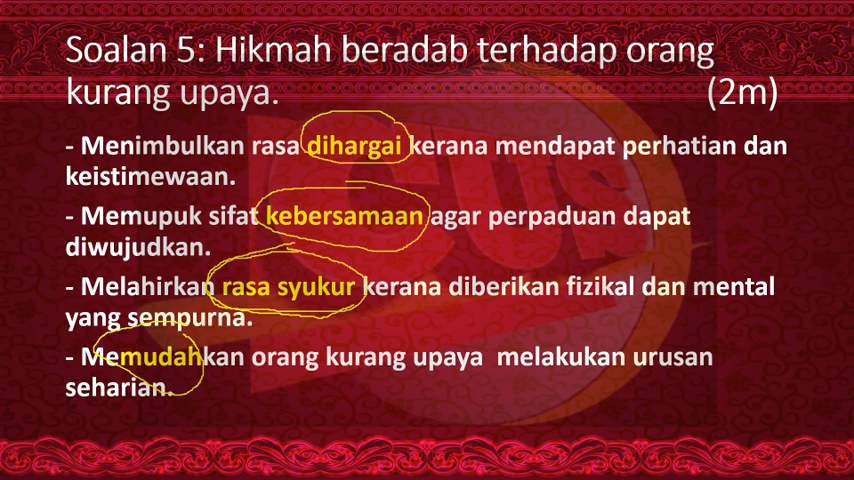 Soalan 5: Hikmah beradab terhadap orang
kurang upaya. (2m)
- Menimbulkan rasa dihargai kerana mendapat perhatian dan
keistimewaan.
- Memupuk sifat kebersamaan agar perpaduan dapat
diwujudkan.
- Melahirkan rasa syukur kerana diberikan fizikal dan mental
yang sempurna.
- Memudahkan orang kurang upaya melakukan urusan
seharian.